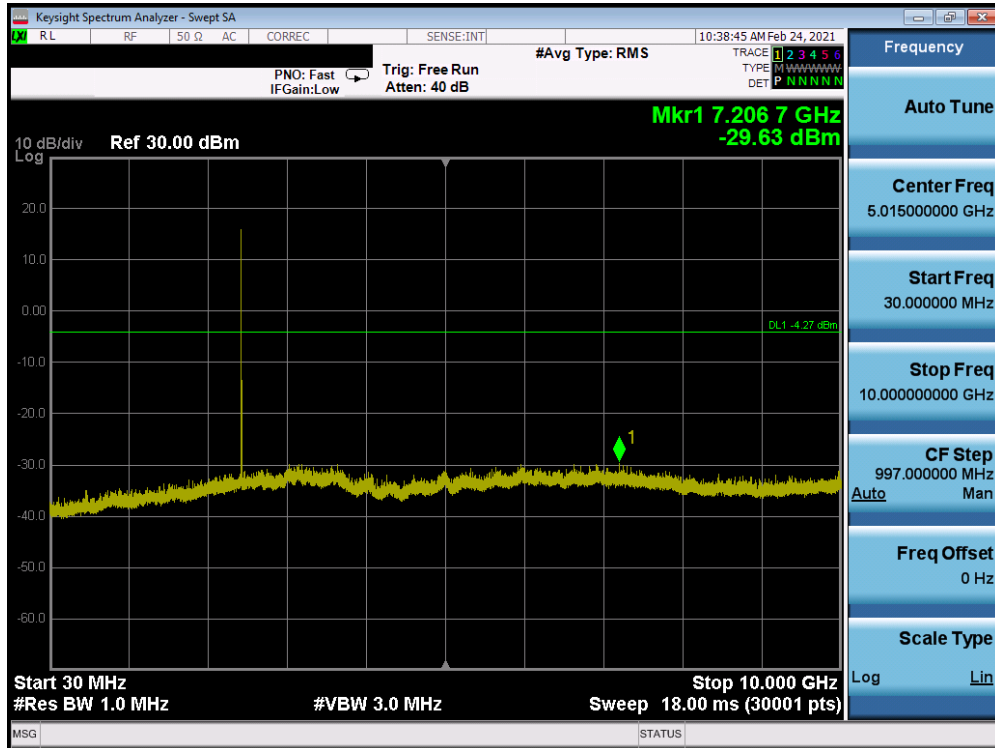 Keysight Spectrum Analyzer - Swept SA
LXI RL RF 50 Ω AC CORREC SENSE:INT 10:38:45 AM Feb 24, 2021
#Avg Type: RMS TRACE 1 2 3 4 5 6
PNO: Fast Trig: Free Run TYPE M W W W W W
IFGain:Low Atten: 40 dB DET P N N N N N
Mkr1 7.206 7 GHz
-29.63 dBm
10 dB/div Ref 30.00 dBm
Log
20.0
10.0
0.00
DL1 -4.27 dBm
-10.0
-20.0
1
-30.0
-40.0
-50.0
-60.0
Start 30 MHz Stop 10.000 GHz
#Res BW 1.0 MHz #VBW 3.0 MHz Sweep 18.00 ms (30001 pts)
MSG STATUS
Frequency
Auto Tune
Center Freq
5.015000000 GHz
Start Freq
30.000000 MHz
Stop Freq
10.000000000 GHz
CF Step
997.000000 MHz
Auto Man
Freq Offset
0 Hz
Scale Type
Log Lin